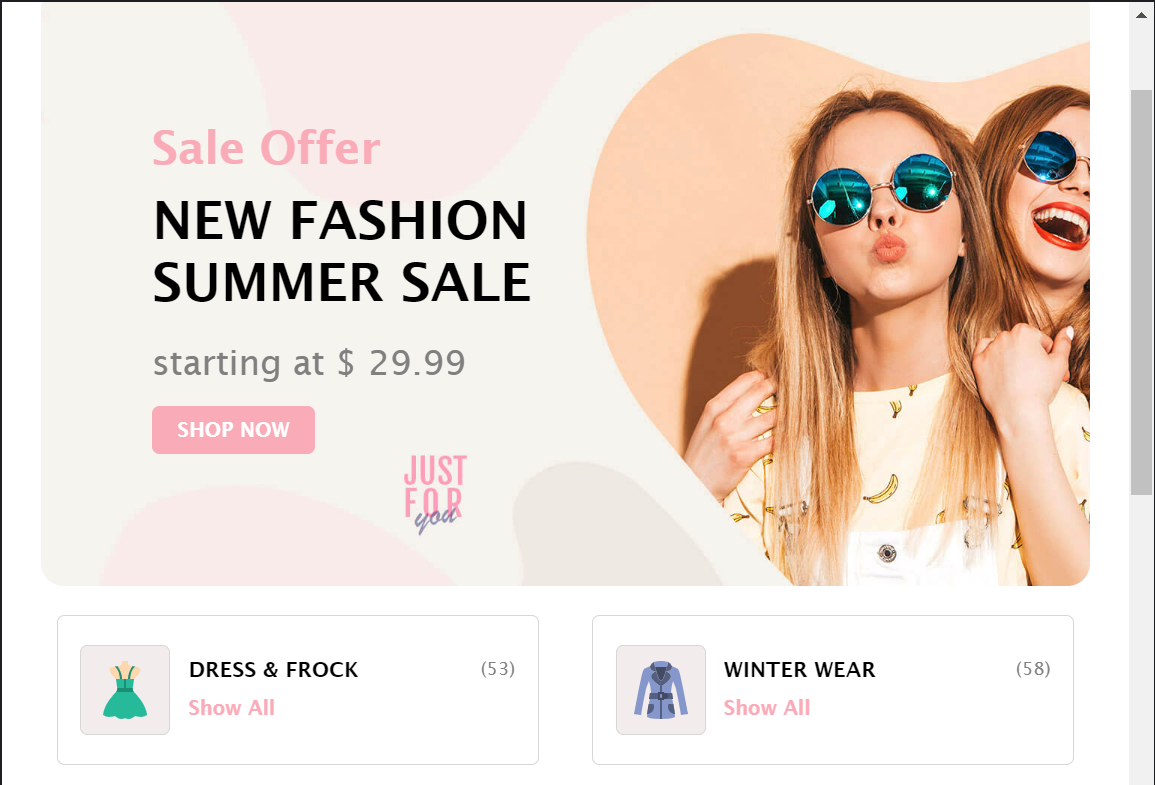 Sale Offer
NEW FASHION
SUMMER SALE
starting at $ 29.99
SHOP NOW
JUST
FOR
you
DRESS & FROCK (53)
Show All
WINTER WEAR (58)
Show All